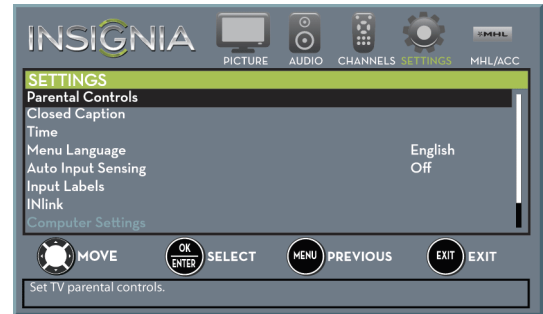 INSIGNIA
PICTURE AUDIO CHANNELS SETTINGS MHL MHL/ACC
SETTINGS
Parental Controls
Closed Caption
Time
Menu Language English
Auto Input Sensing Off
Input Labels
INlink
Computer Settings
MOVE OK ENTER SELECT MENU PREVIOUS EXIT EXIT
Set TV parental controls.